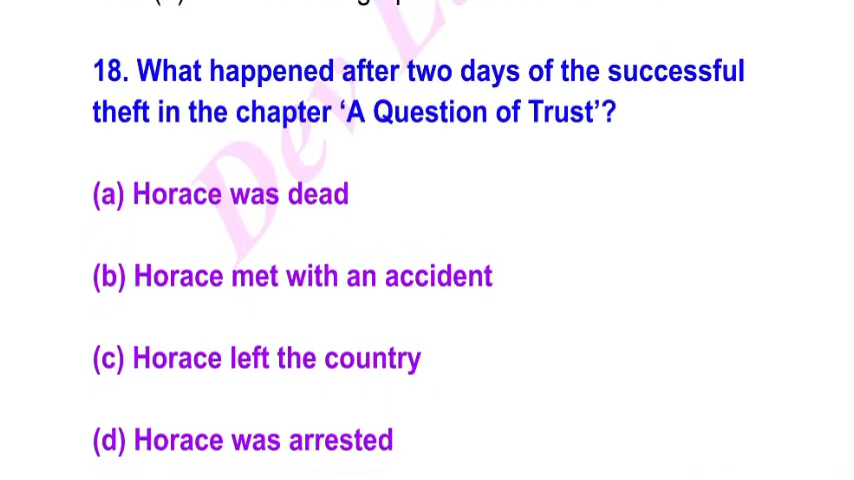 18. What happened after two days of the successful
theft in the chapter ‘A Question of Trust’?
(a) Horace was dead
(b) Horace met with an accident
(c) Horace left the country
(d) Horace was arrested